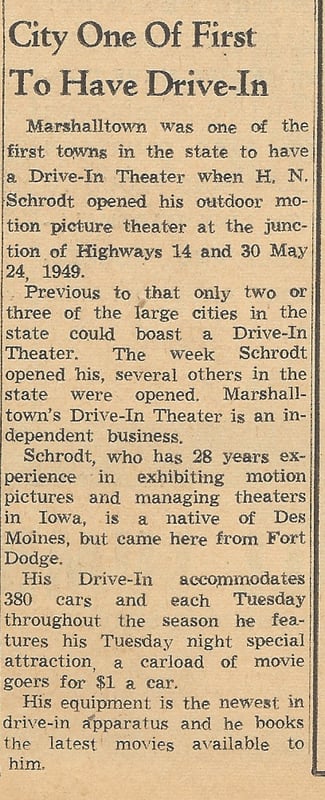 City One Of First
To Have Drive-In
Marshalltown was one of the
first towns in the state to have
a Drive-In Theater when H. N.
Schrodt opened his outdoor mo-
tion picture theater at the junc-
tion of Highways 14 and 30 May
24, 1949.
Previous to that only two or
three of the large cities in the
state could boast a Drive-In
Theater. The week Schrodt
opened his, several others in the
state were opened. Marshall-
town's Drive-In Theater is an in-
dependent business.
Schrodt, who has 28 years ex-
perience in exhibiting motion
pictures and managing theaters
in Iowa, is a native of Des
Moines, but came here from Fort
Dodge.
His Drive-In accommodates
380 cars and each Tuesday
throughout the season he fea-
tures his Tuesday night special
attraction, a carload of movie
goers for $1 a car.
His equipment is the newest in
drive-in apparatus and he books
the latest movies available to
him.